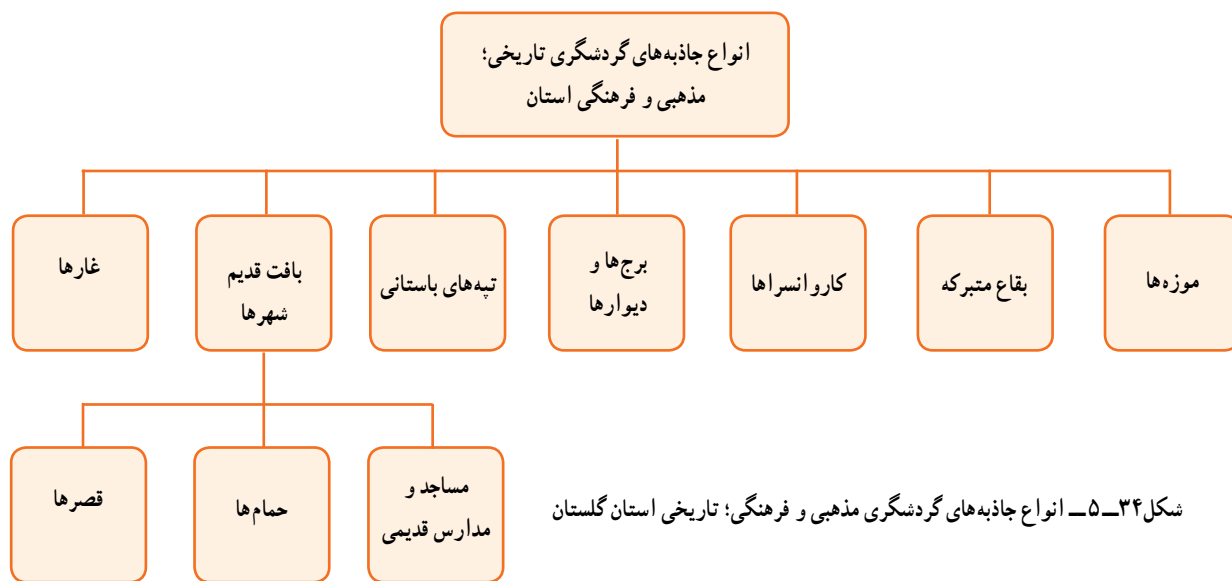 انواع جاذبه‌های گردشگری تاریخی؛
مذهبی و فرهنگی استان
موزه‌ها
بقاع متبرکه
کاروانسراها
برج‌ها و
دیوارها
تپه‌های باستانی
بافت قدیم
شهرها
غارها
مساجد و
مدارس قدیمی
حمام‌ها
قصرها
شکل۳۴ــ۵ــ انواع جاذبه‌های گردشگری مذهبی و فرهنگی؛ تاریخی استان گلستان